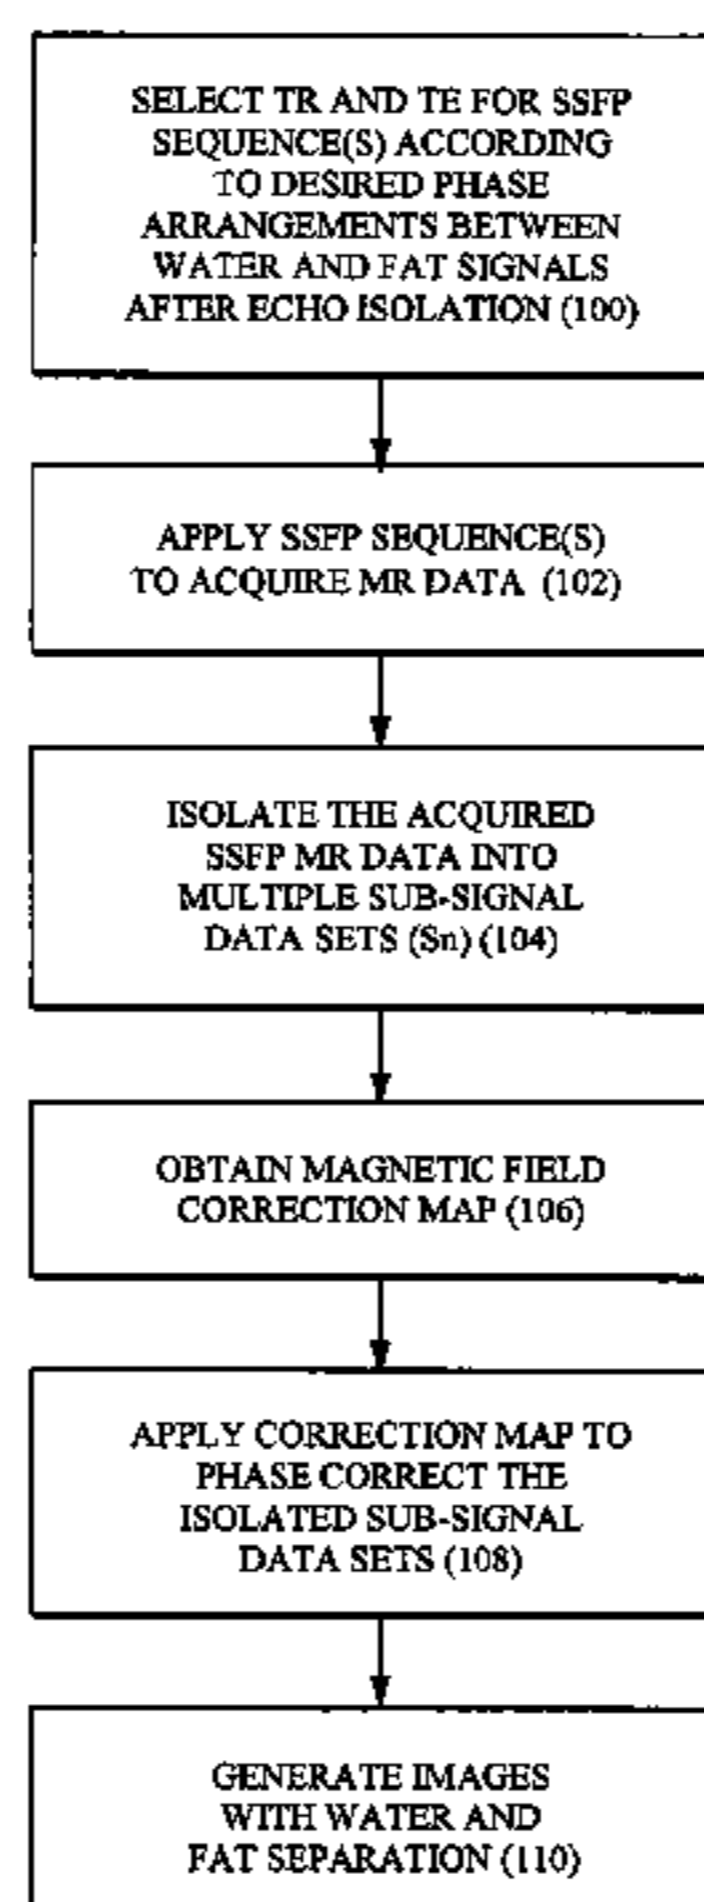 SELECT TR AND TE FOR SSFP
SEQUENCE(S) ACCORDING
TO DESIRED PHASE
ARRANGEMENTS BETWEEN
WATER AND FAT SIGNALS
AFTER ECHO ISOLATION (100)
APPLY SSFP SEQUENCE(S)
TO ACQUIRE MR DATA (102)
ISOLATE THE ACQUIRED
SSFP MR DATA INTO
MULTIPLE SUB-SIGNAL
DATA SETS (Sn) (104)
OBTAIN MAGNETIC FIELD
CORRECTION MAP (106)
APPLY CORRECTION MAP TO
PHASE CORRECT THE
ISOLATED SUB-SIGNAL
DATA SETS (108)
GENERATE IMAGES
WITH WATER AND
FAT SEPARATION (110)